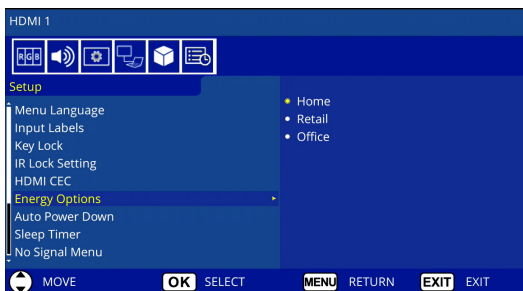 HDMI 1
RGB
Setup
Menu Language
Input Labels
Key Lock
IR Lock Setting
HDMI CEC
Energy Options
Auto Power Down
Sleep Timer
No Signal Menu
Home
Retail
Office
MOVE OK SELECT MENU RETURN EXIT EXIT